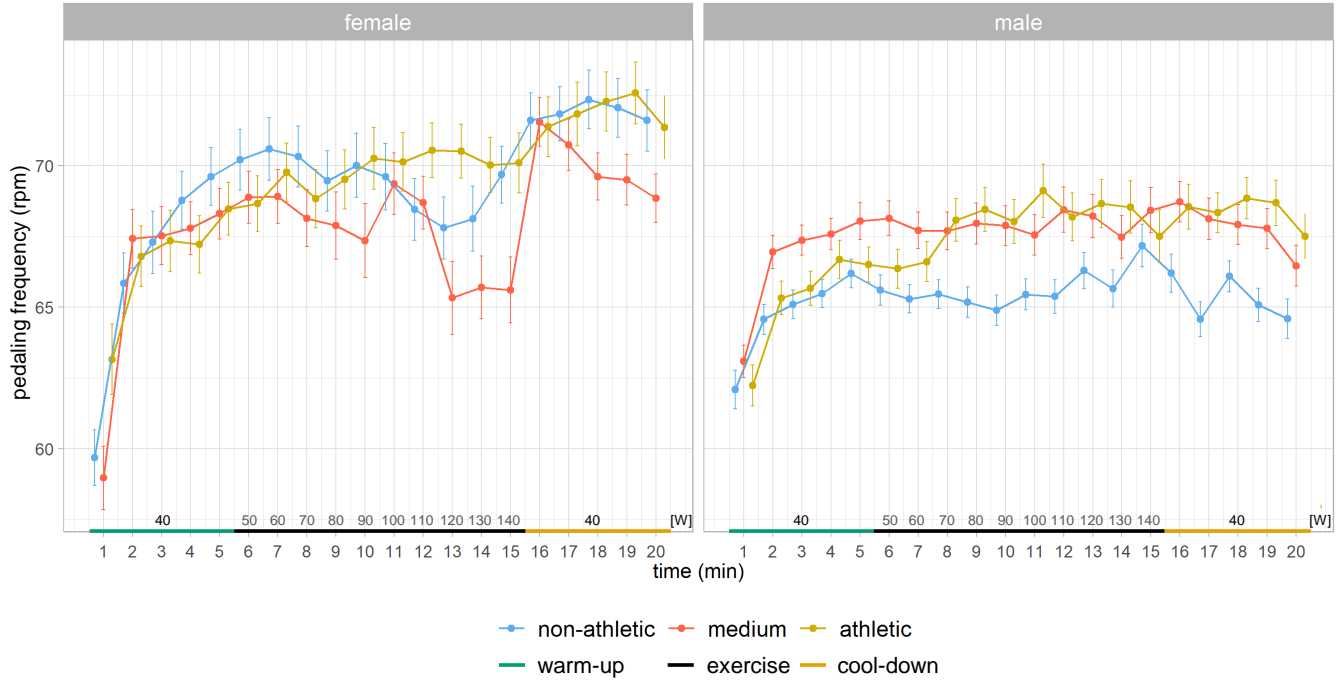 female male
pedaling frequency (rpm)
70
65
60
40 50 60 70 80 90 100 110 120 130 140 40 [W] 40 50 60 70 80 90 100 110 120 130 140 40 [W]
1 2 3 4 5 6 7 8 9 10 11 12 13 14 15 16 17 18 19 20 1 2 3 4 5 6 7 8 9 10 11 12 13 14 15 16 17 18 19 20
time (min)
non-athletic medium athletic
warm-up exercise cool-down